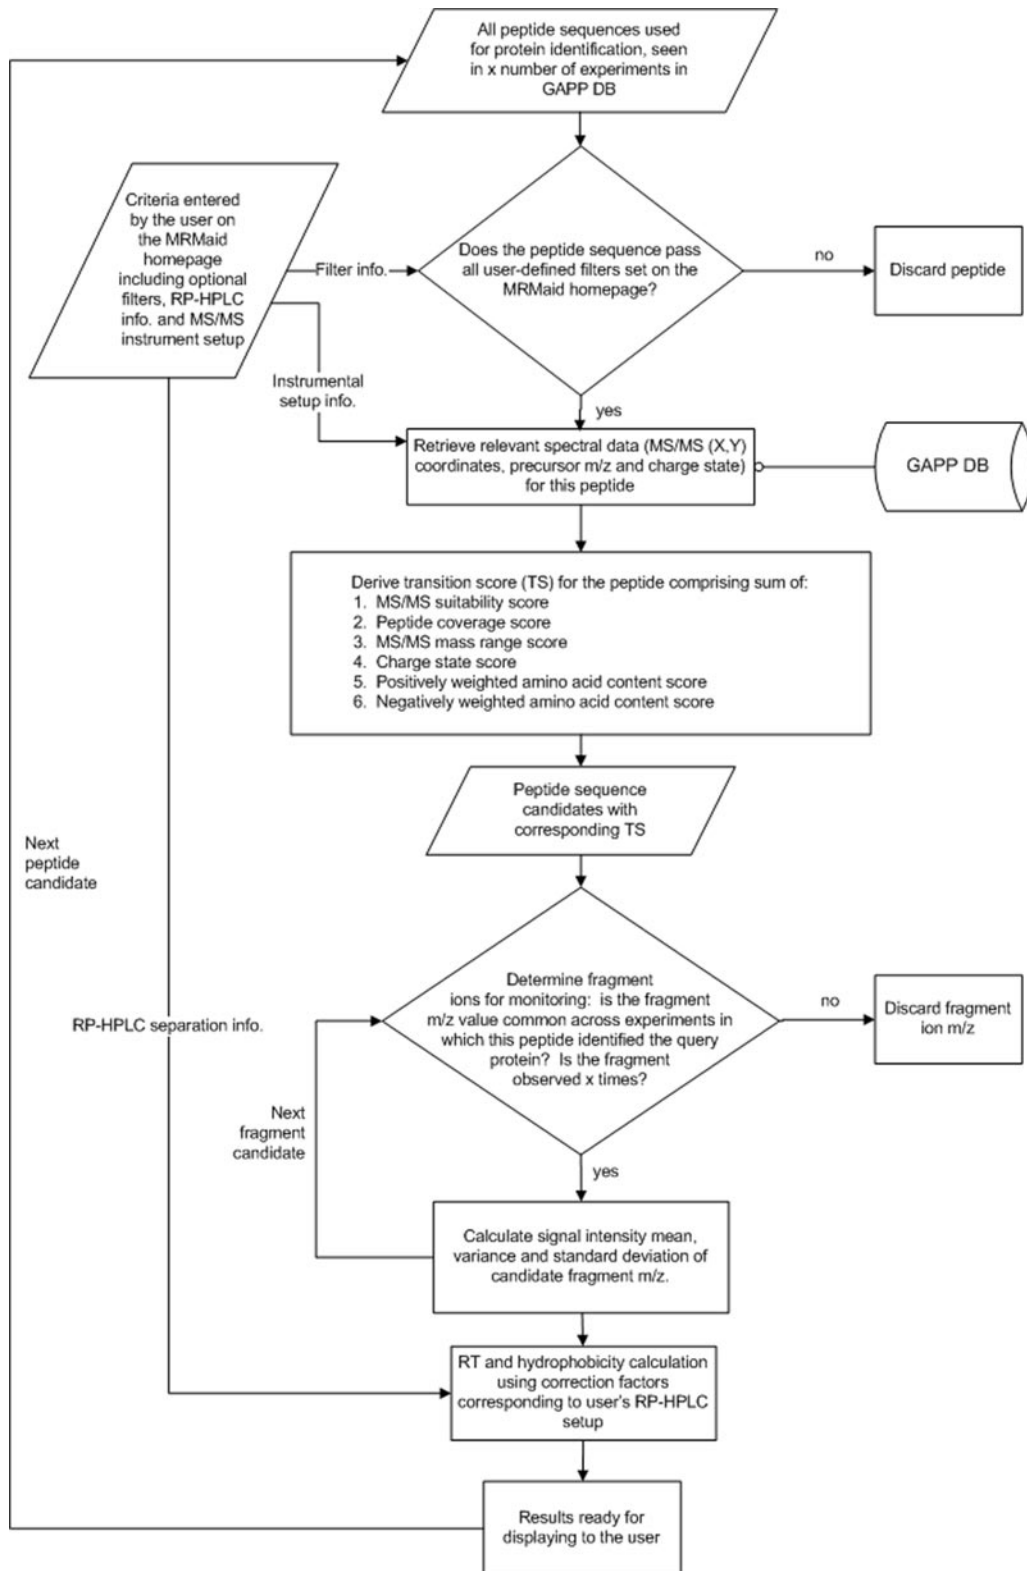 All peptide sequences used
for protein identification, seen
in x number of experiments in
GAPP DB
Criteria entered
by the user on
the MRMaid
homepage
including optional
filters, RP-HPLC
info. and MS/MS
instrument setup
Filter info.
Does the peptide sequence pass
all user-defined filters set on the
MRMaid homepage?
no
Discard peptide
Instrumental
setup info.
yes
Retrieve relevant spectral data (MS/MS (X,Y)
coordinates, precursor m/z and charge state)
for this peptide
GAPP DB
Derive transition score (TS) for the peptide comprising sum of:
1. MS/MS suitability score
2. Peptide coverage score
3. MS/MS mass range score
4. Charge state score
5. Positively weighted amino acid content score
6. Negatively weighted amino acid content score
Peptide sequence
candidates with
corresponding TS
Next
peptide
candidate
RP-HPLC separation info.
Determine fragment
ions for monitoring: is the fragment
m/z value common across experiments in
which this peptide identified the query
protein? Is the fragment
observed x times?
no
Discard fragment
ion m/z
Next
fragment
candidate
yes
Calculate signal intensity mean,
variance and standard deviation of
candidate fragment m/z.
RT and hydrophobicity calculation
using correction factors
corresponding to user's RP-HPLC
setup
Results ready for
displaying to the user